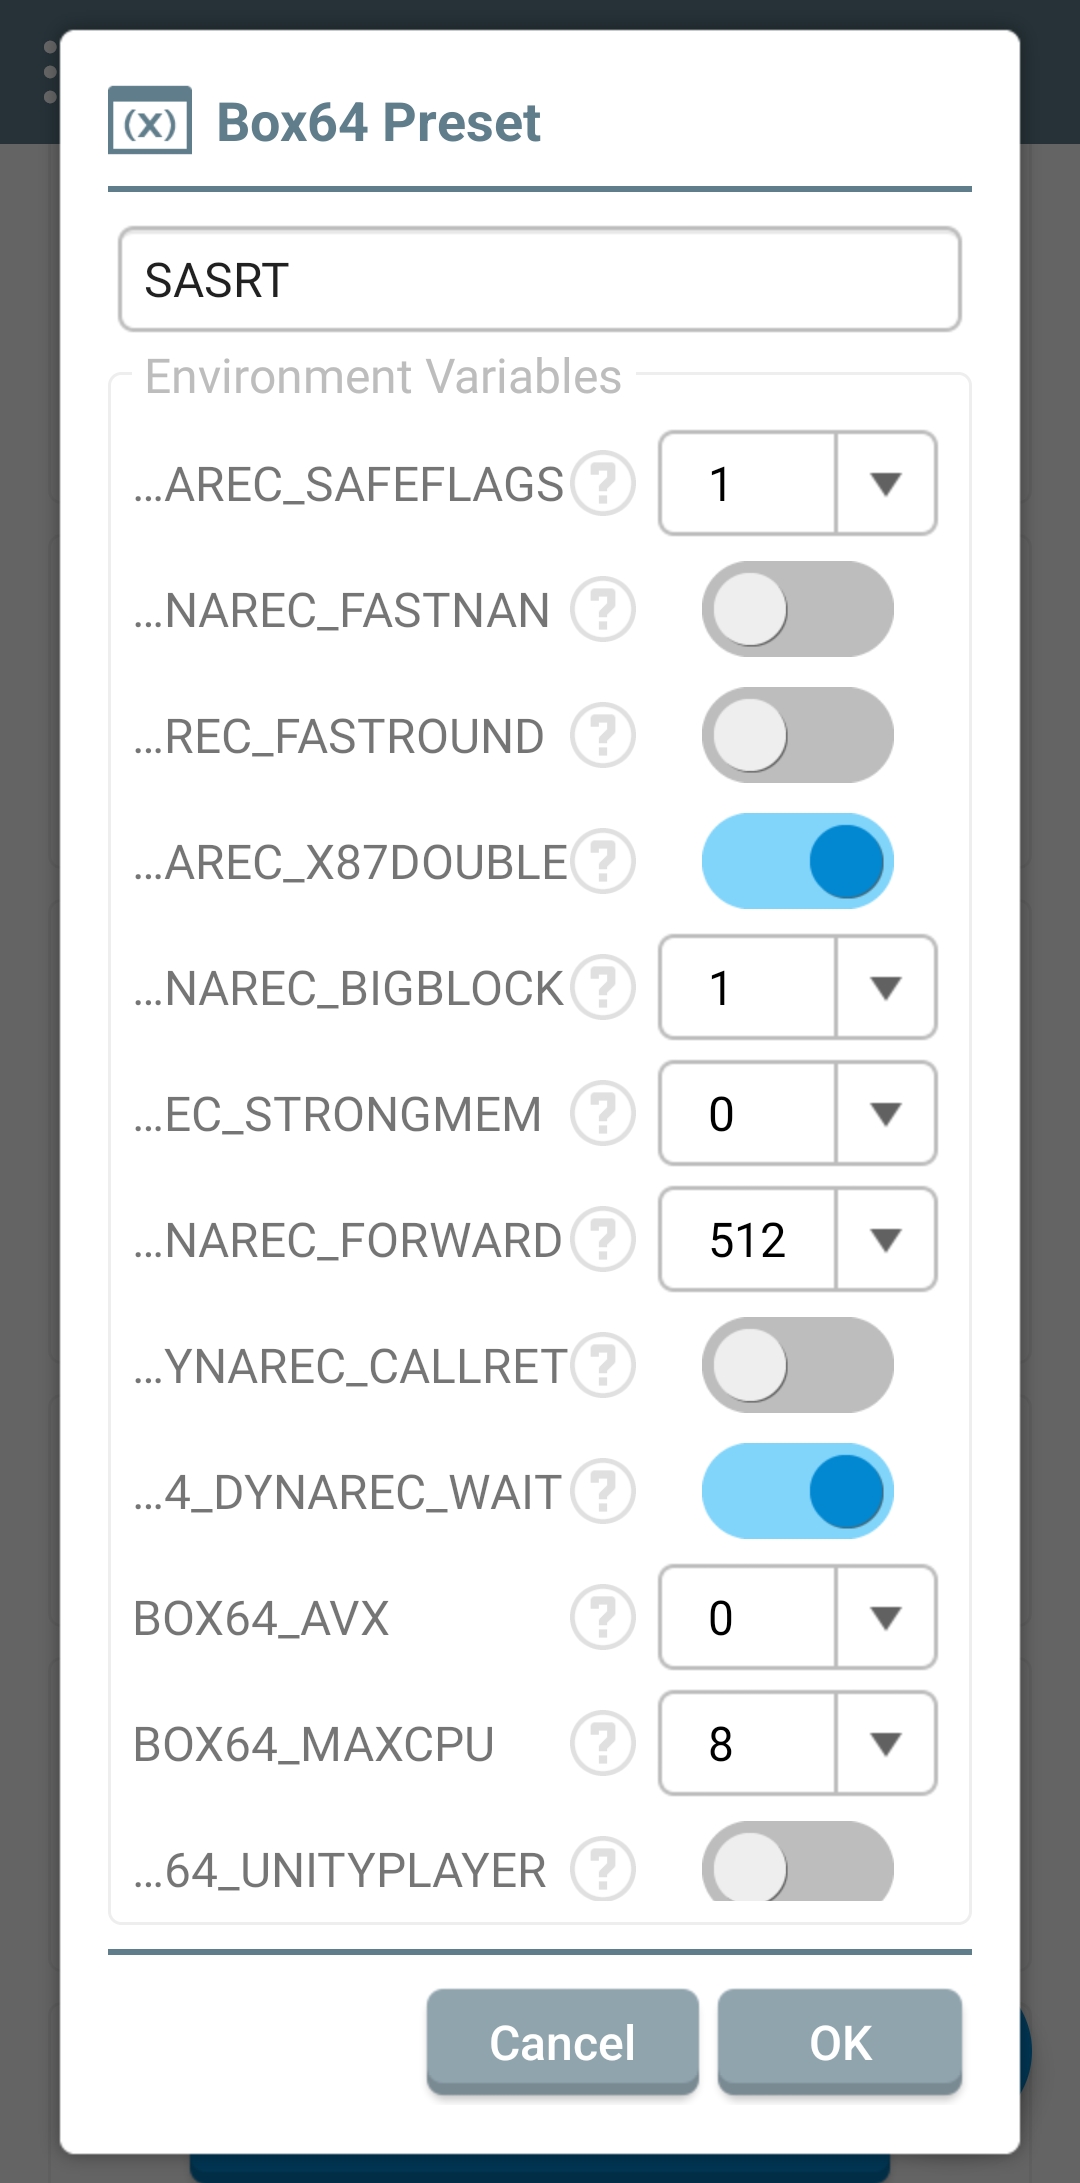 (x) Box64 Preset
SASRT
Environment Variables
...AREC_SAFEFLAGS ? 1
...NAREC_FASTNAN ?
...REC_FASTROUND ?
...AREC_X87DOUBLE ?
...NAREC_BIGBLOCK ? 1
...EC_STRONGMEM ? 0
...NAREC_FORWARD ? 512
...YNAREC_CALLRET ?
...4_DYNAREC_WAIT ?
BOX64_AVX ? 0
BOX64_MAXCPU ? 8
...64_UNITYPLAYER ?
Cancel OK